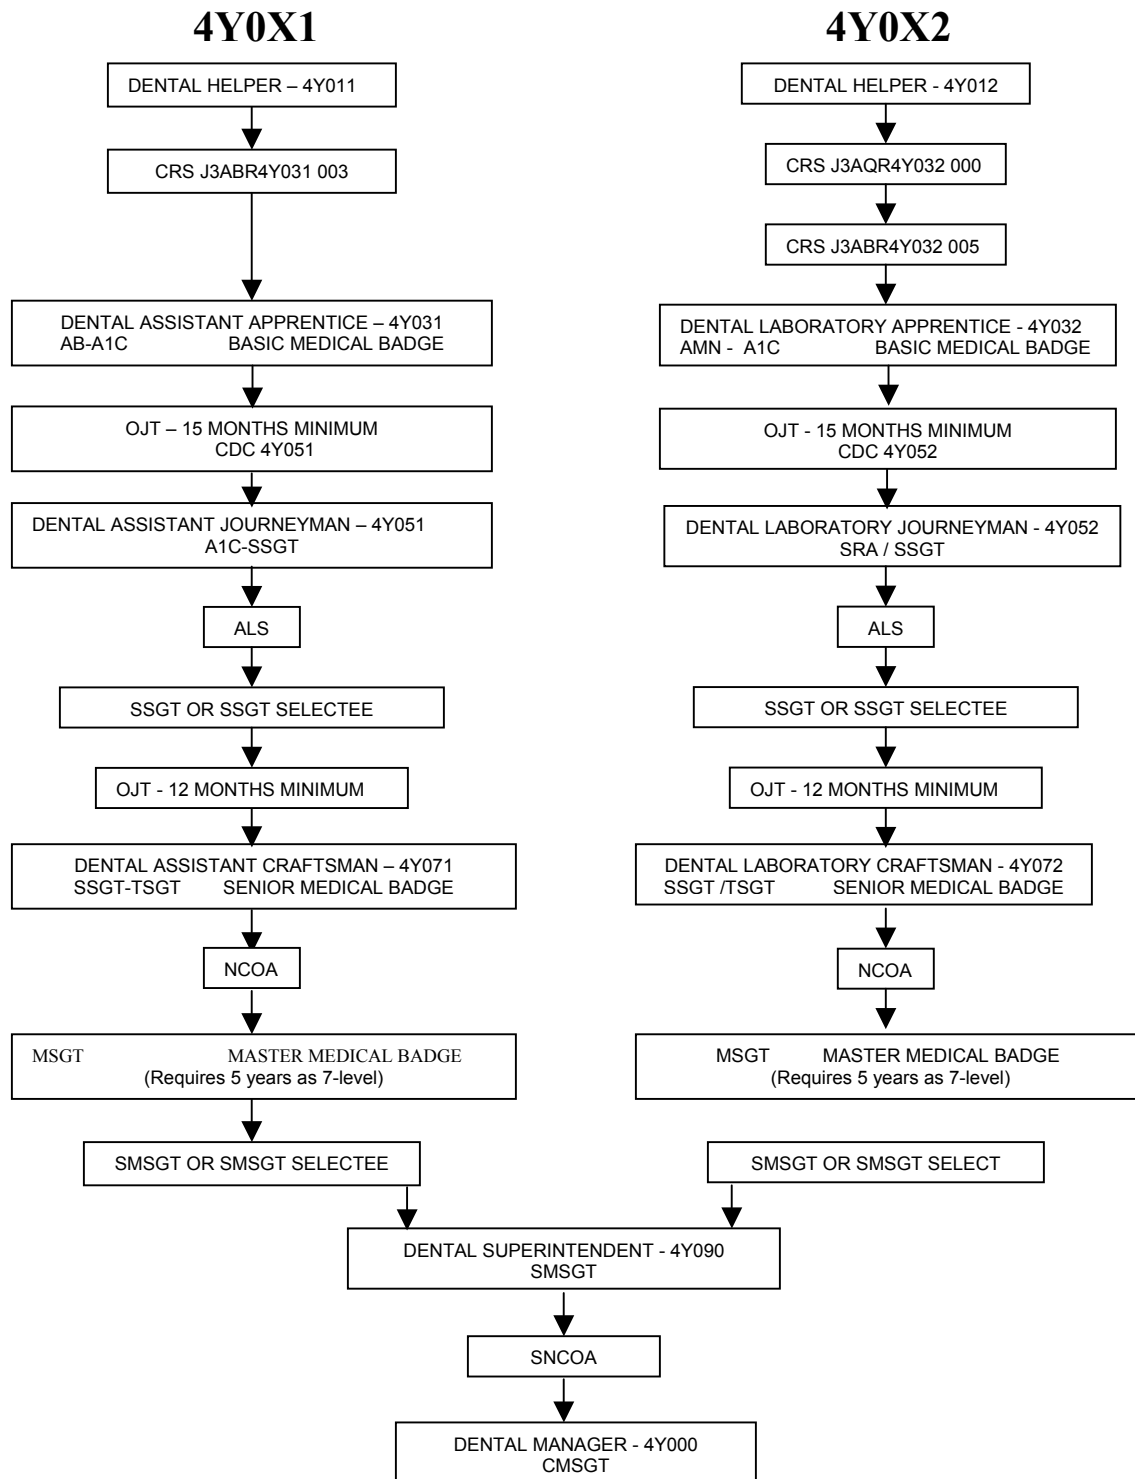 4Y0X1
DENTAL HELPER – 4Y011
CRS J3ABR4Y031 003
DENTAL ASSISTANT APPRENTICE – 4Y031
AB-A1C BASIC MEDICAL BADGE
OJT – 15 MONTHS MINIMUM
CDC 4Y051
DENTAL ASSISTANT JOURNEYMAN – 4Y051
A1C-SSGT
ALS
SSGT OR SSGT SELECTEE
OJT - 12 MONTHS MINIMUM
DENTAL ASSISTANT CRAFTSMAN – 4Y071
SSGT-TSGT SENIOR MEDICAL BADGE
NCOA
MSGT MASTER MEDICAL BADGE
(Requires 5 years as 7-level)
SMSGT OR SMSGT SELECTEE
4Y0X2
DENTAL HELPER - 4Y012
CRS J3AQR4Y032 000
CRS J3ABR4Y032 005
DENTAL LABORATORY APPRENTICE - 4Y032
AMN - A1C BASIC MEDICAL BADGE
OJT - 15 MONTHS MINIMUM
CDC 4Y052
DENTAL LABORATORY JOURNEYMAN - 4Y052
SRA / SSGT
ALS
SSGT OR SSGT SELECTEE
OJT - 12 MONTHS MINIMUM
DENTAL LABORATORY CRAFTSMAN - 4Y072
SSGT /TSGT SENIOR MEDICAL BADGE
NCOA
MSGT MASTER MEDICAL BADGE
(Requires 5 years as 7-level)
SMSGT OR SMSGT SELECT
DENTAL SUPERINTENDENT - 4Y090
SMSGT
SNCOA
DENTAL MANAGER - 4Y000
CMSGT